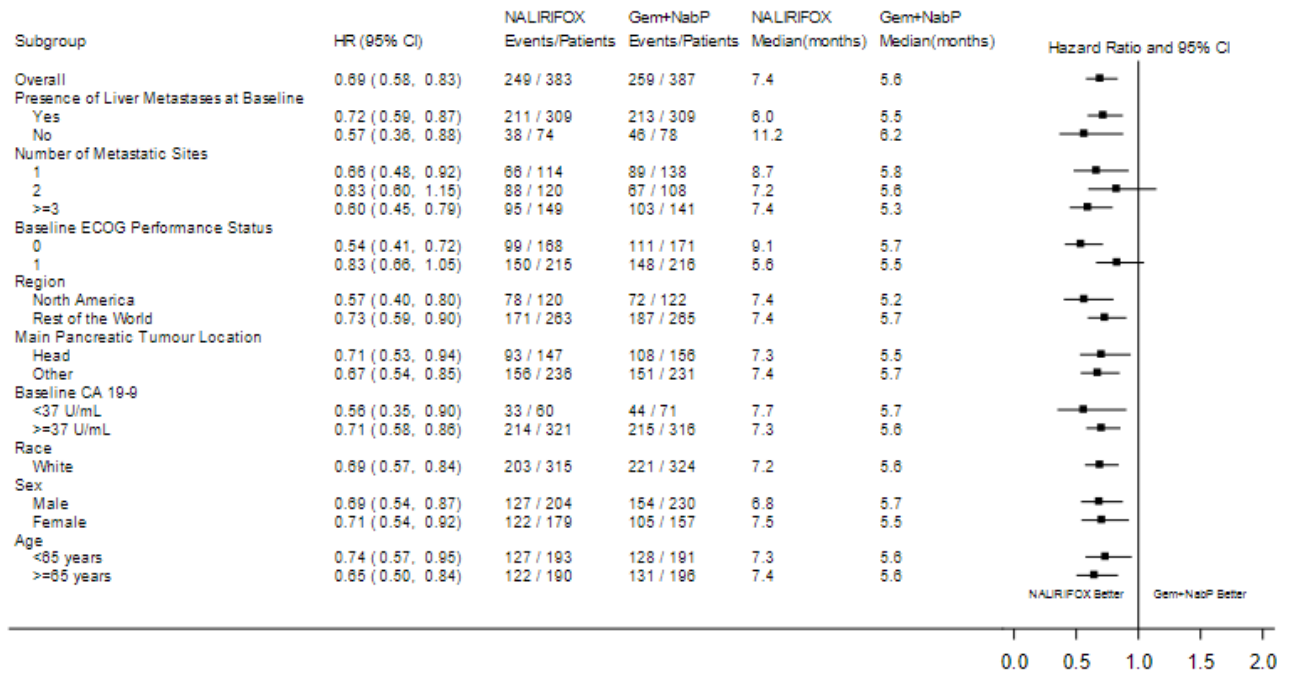 NALIRIFOX Gem+NabP NALIRIFOX Gem+NabP
Subgroup HR (95% CI) Events/Patients Events/Patients Median(months) Median(months) Hazard Ratio and 95% CI
Overall 0.69 ( 0.58, 0.83) 249 / 383 259 / 387 7.4 5.6
Presence of Liver Metastases at Baseline
Yes 0.72 ( 0.59, 0.87) 211 / 309 213 / 309 6.0 5.5
No 0.57 ( 0.36, 0.88) 38 / 74 46 / 78 11.2 6.2
Number of Metastatic Sites
1 0.66 ( 0.48, 0.92) 66 / 114 89 / 138 8.7 5.8
2 0.83 ( 0.60, 1.15) 88 / 120 67 / 108 7.2 5.6
>=3 0.60 ( 0.45, 0.79) 95 / 149 103 / 141 7.4 5.3
Baseline ECOG Performance Status
0 0.54 ( 0.41, 0.72) 99 / 168 111 / 171 9.1 5.7
1 0.83 ( 0.66, 1.05) 150 / 215 148 / 216 5.6 5.5
Region
North America 0.57 ( 0.40, 0.80) 78 / 120 72 / 122 7.4 5.2
Rest of the World 0.73 ( 0.59, 0.90) 171 / 263 187 / 265 7.4 5.7
Main Pancreatic Tumour Location
Head 0.71 ( 0.53, 0.94) 93 / 147 108 / 156 7.3 5.5
Other 0.67 ( 0.54, 0.85) 156 / 236 151 / 231 7.4 5.7
Baseline CA 19-9
<37 U/mL 0.56 ( 0.35, 0.90) 33 / 60 44 / 71 7.7 5.7
>=37 U/mL 0.71 ( 0.58, 0.86) 214 / 321 215 / 316 7.3 5.6
Race
White 0.69 ( 0.57, 0.84) 203 / 315 221 / 324 7.2 5.6
Sex
Male 0.69 ( 0.54, 0.87) 127 / 204 154 / 230 6.8 5.7
Female 0.71 ( 0.54, 0.92) 122 / 179 105 / 157 7.5 5.5
Age
<65 years 0.74 ( 0.57, 0.95) 127 / 193 128 / 191 7.3 5.6
>=65 years 0.65 ( 0.50, 0.84) 122 / 190 131 / 196 7.4 5.6
NALIRIFOX Better Gem+NabP Better
0.0 0.5 1.0 1.5 2.0